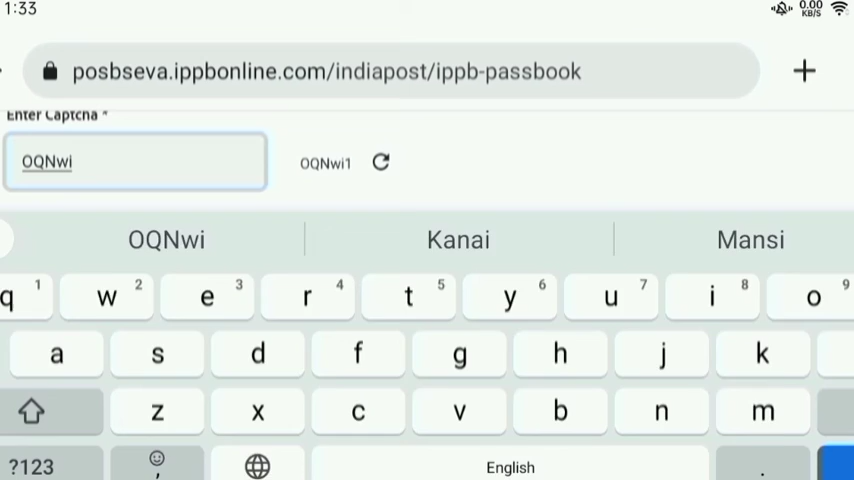 1:33
0.00
KB/S
posbseva.ippbonline.com/indiapost/ippb-passbook
Enter Captcha *
OQNwi
OQNwi1
OQNwi Kanai Mansi
q 1 w 2 e 3 r 4 t 5 y 6 u 7 i 8 o 9
a s d f g h j k
z x c v b n m
?123 , English .